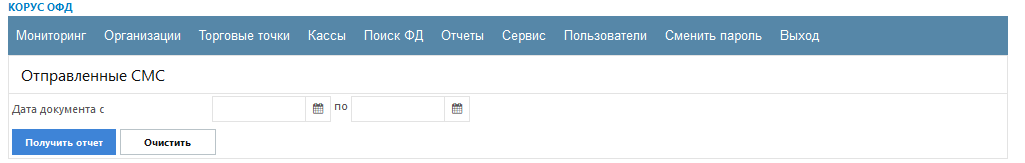 КОРУС ОФД
Мониторинг Организации Торговые точки Кассы Поиск ФД Отчеты Сервис Пользователи Сменить пароль Выход
Отправленные СМС
Дата документа с по
Получить отчет Очистить